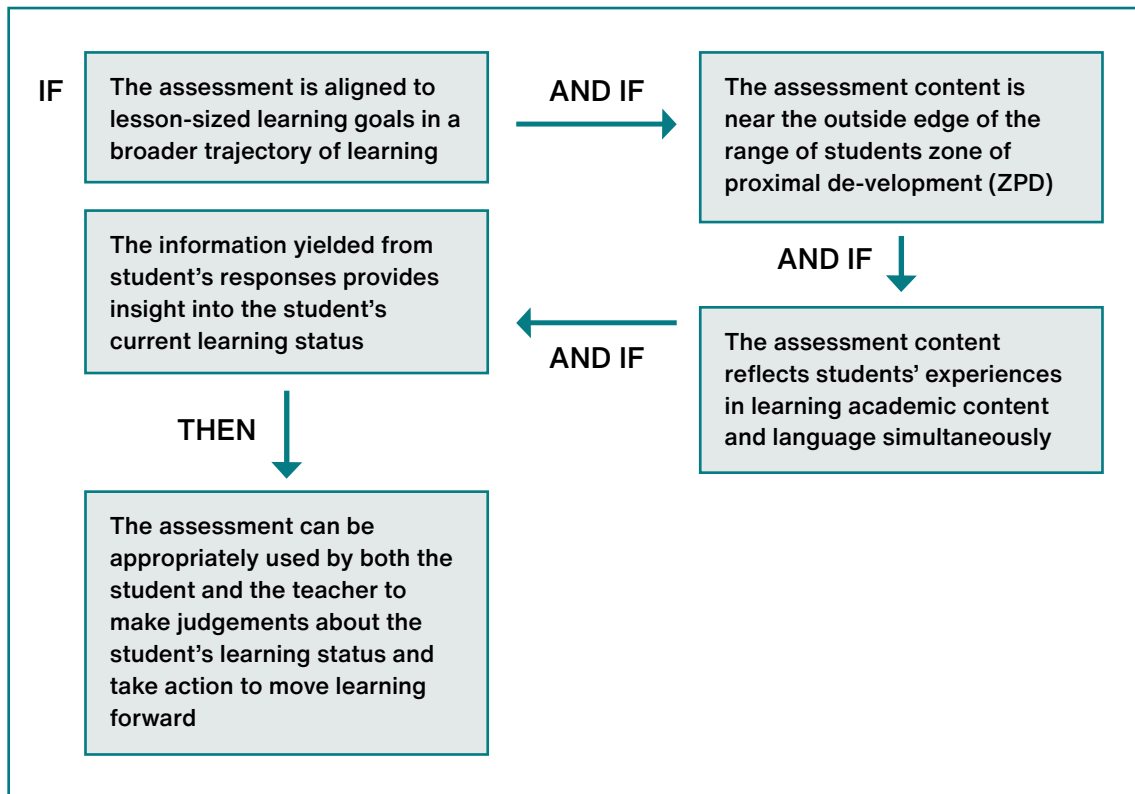 IF
The assessment is aligned to
lesson-sized learning goals in a
broader trajectory of learning
AND IF
The assessment content is
near the outside edge of the
range of students zone of
proximal de-velopment (ZPD)
AND IF
The assessment content
reflects students’ experiences
in learning academic content
and language simultaneously
AND IF
The information yielded from
student’s responses provides
insight into the student’s
current learning status
THEN
The assessment can be
appropriately used by both the
student and the teacher to
make judgements about the
student’s learning status and
take action to move learning
forward